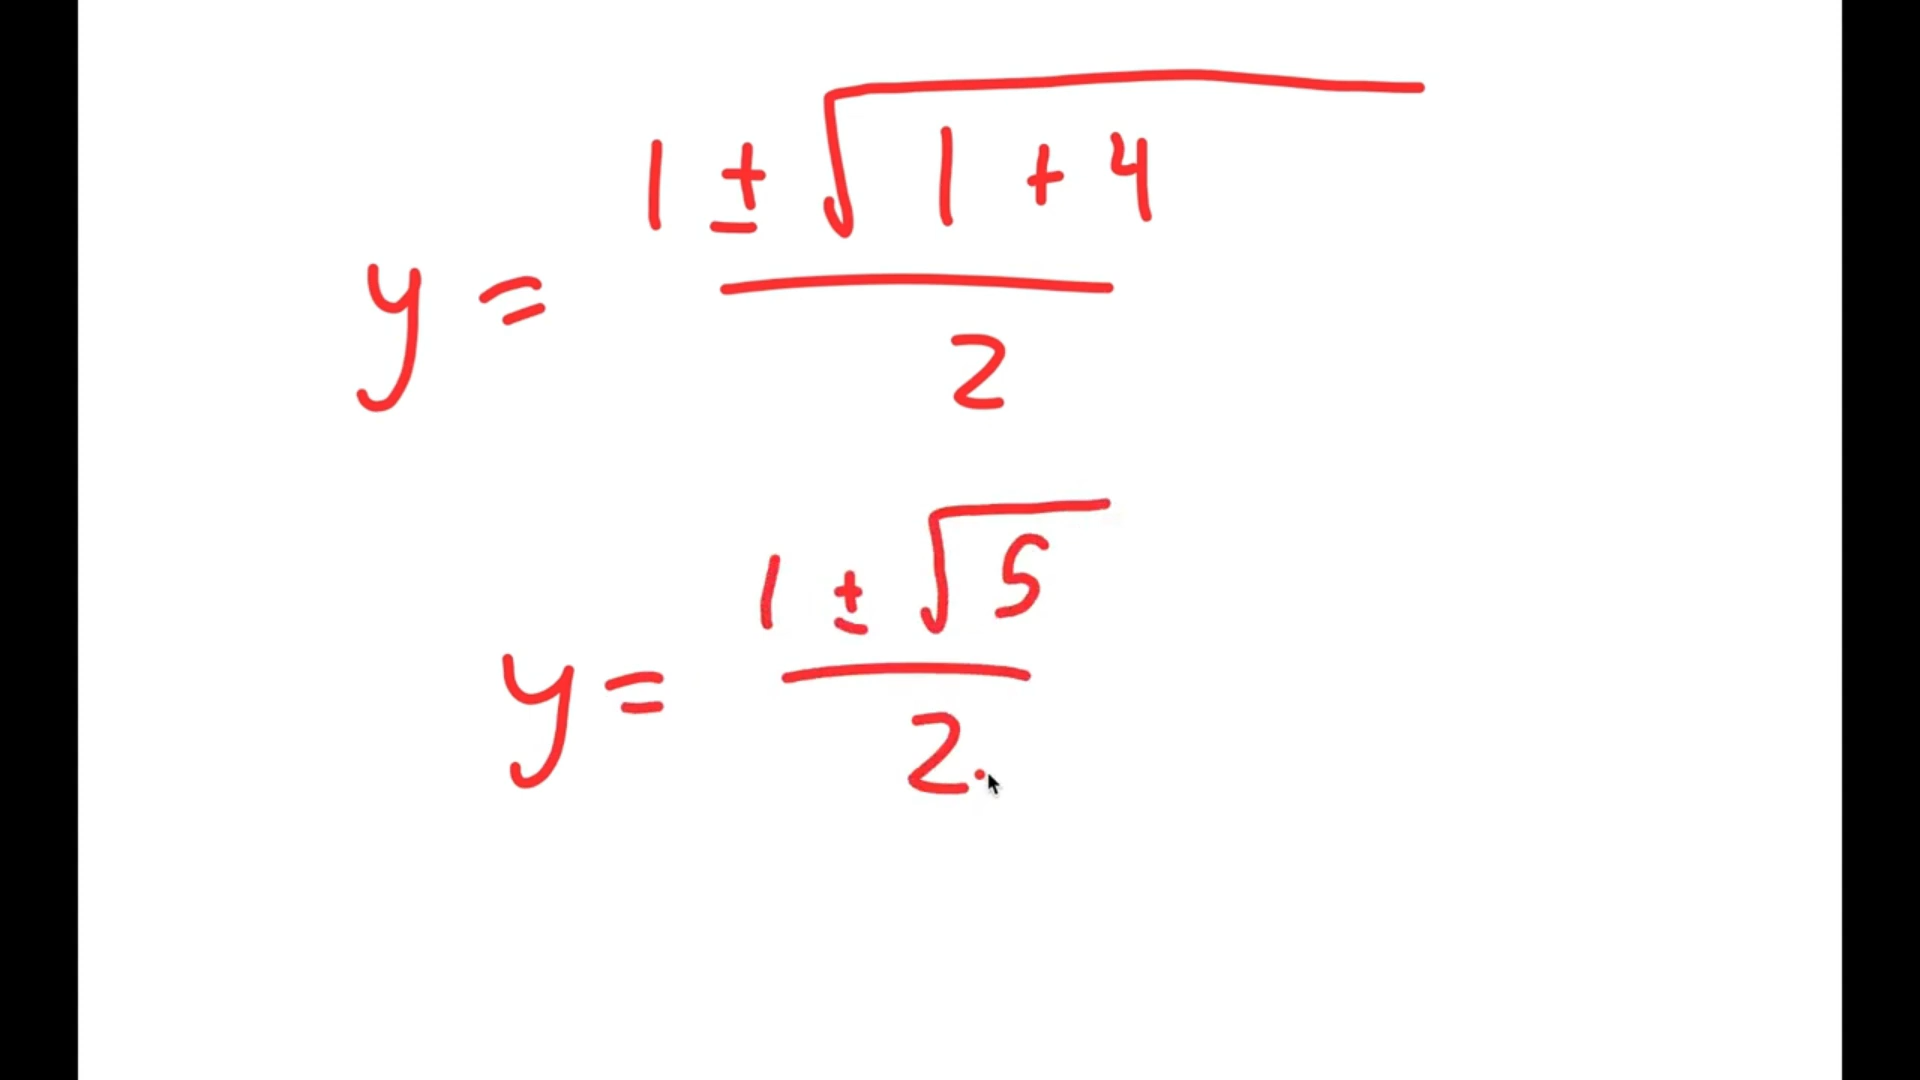 y = (1 ± √(1 + 4)) / 2
y = (1 ± √5) / 2.